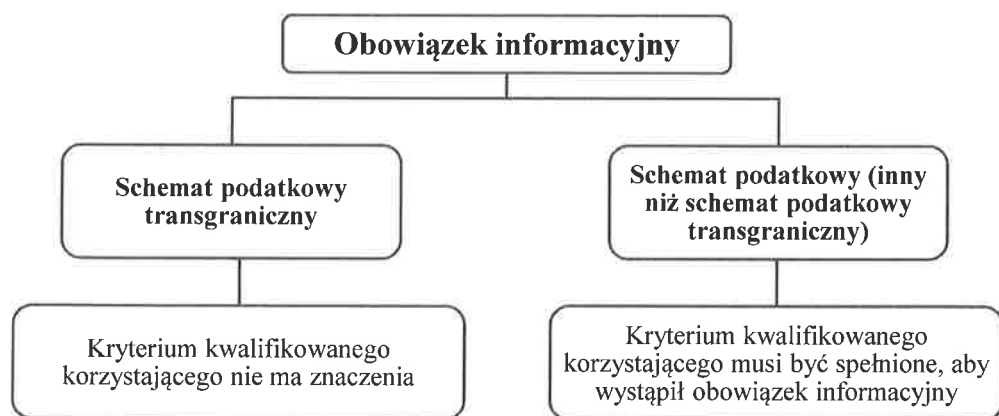 Obowiązek informacyjny
Schemat podatkowy
transgraniczny
Schemat podatkowy (inny
niż schemat podatkowy
transgraniczny)
Kryterium kwalifikowanego
korzystającego nie ma znaczenia
Kryterium kwalifikowanego
korzystającego musi być spełnione, aby
wystąpił obowiązek informacyjny